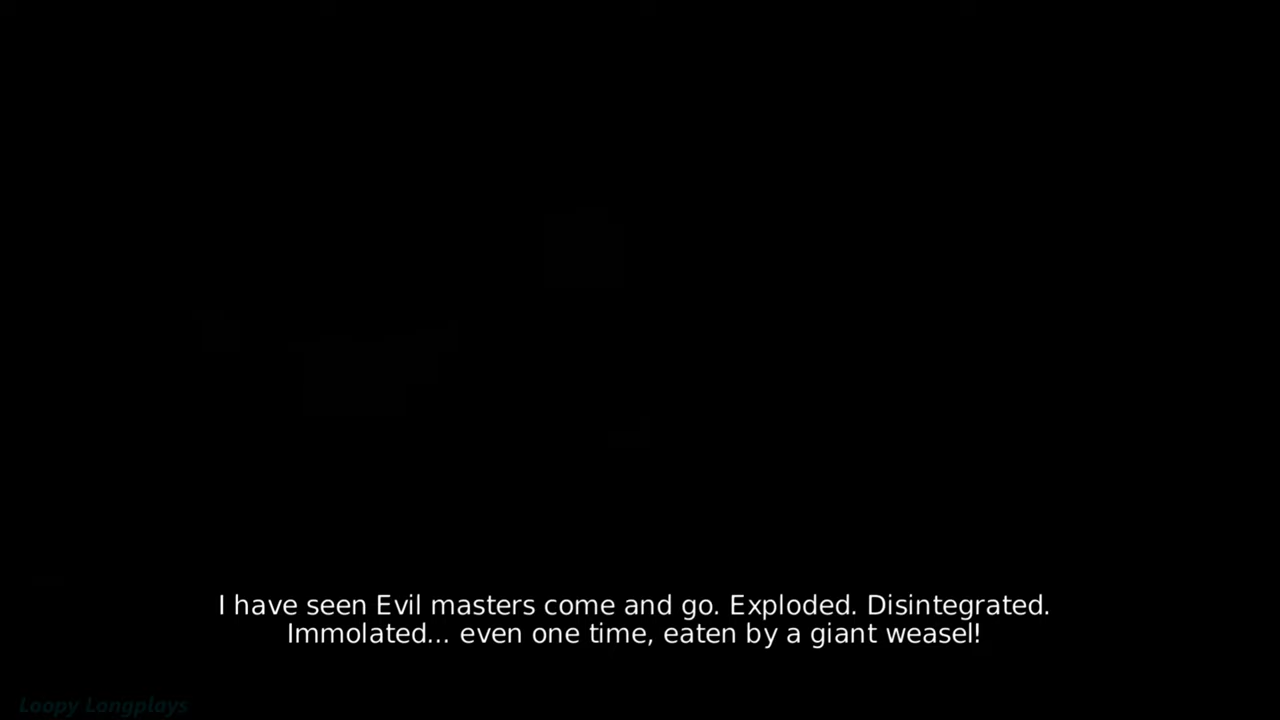 I have seen Evil masters come and go. Exploded. Disintegrated.
Immolated... even one time, eaten by a giant weasel!
Loopy Longplays